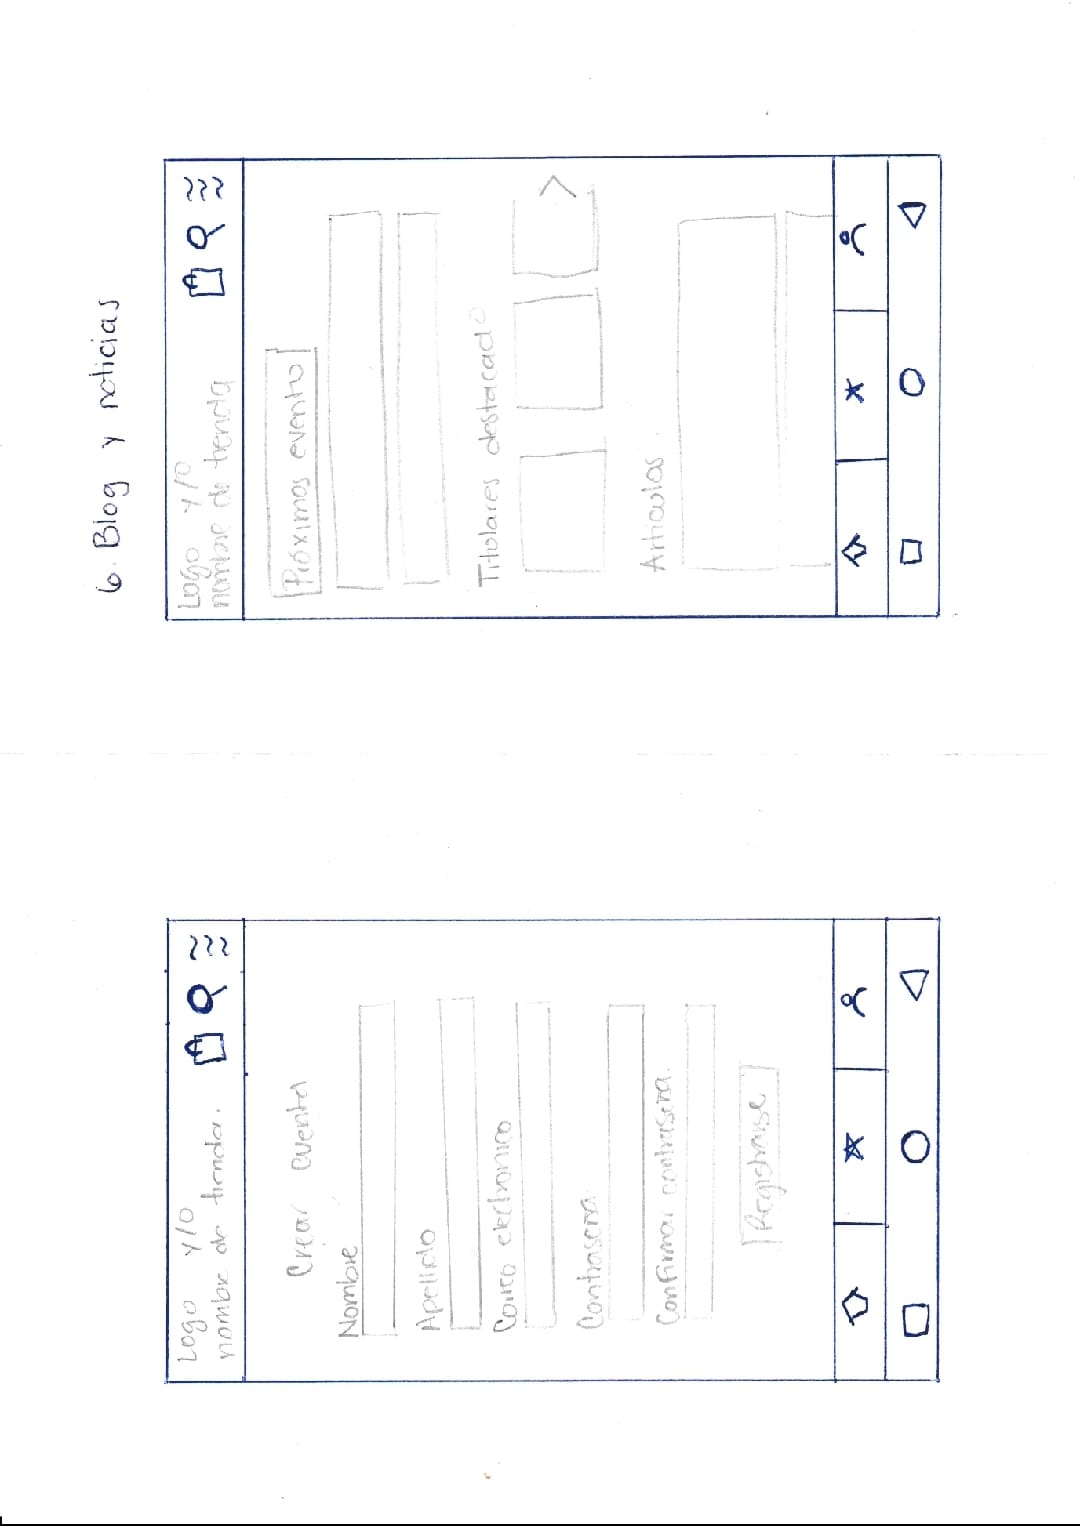 Logo y/o
nombre de tienda.
Crear cuenta
Nombre
Apellido
Correo electronico
Contraseña
Confirmar contraseña.
Registrarse
6. Blog y noticias
Logo y/o
nombre de tienda
Próximos evento
Titulares destacado
Articulos